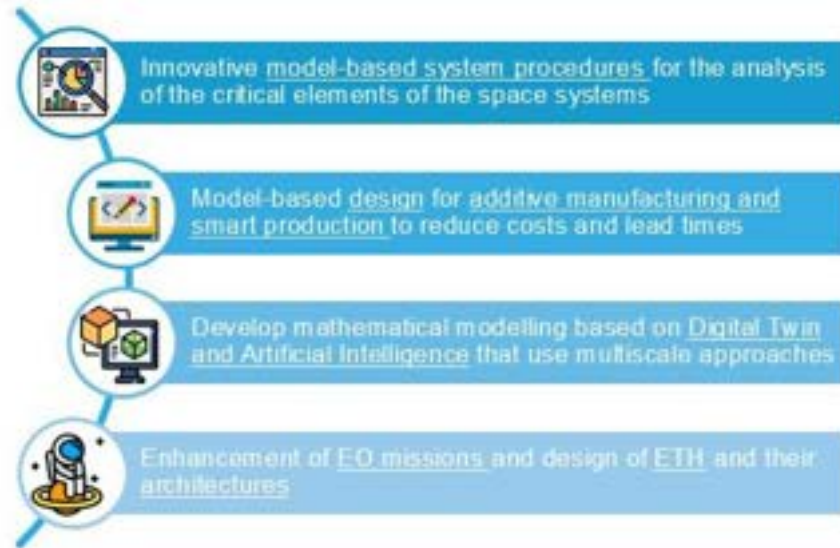 Innovative model-based system procedures for the analysis
of the critical elements of the space systems
Model-based design for additive manufacturing and
smart production to reduce costs and lead times
Develop mathematical modelling based on Digital Twin
and Artificial Intelligence that use multiscale approaches
Enhancement of EO missions and design of ETH and their
architectures